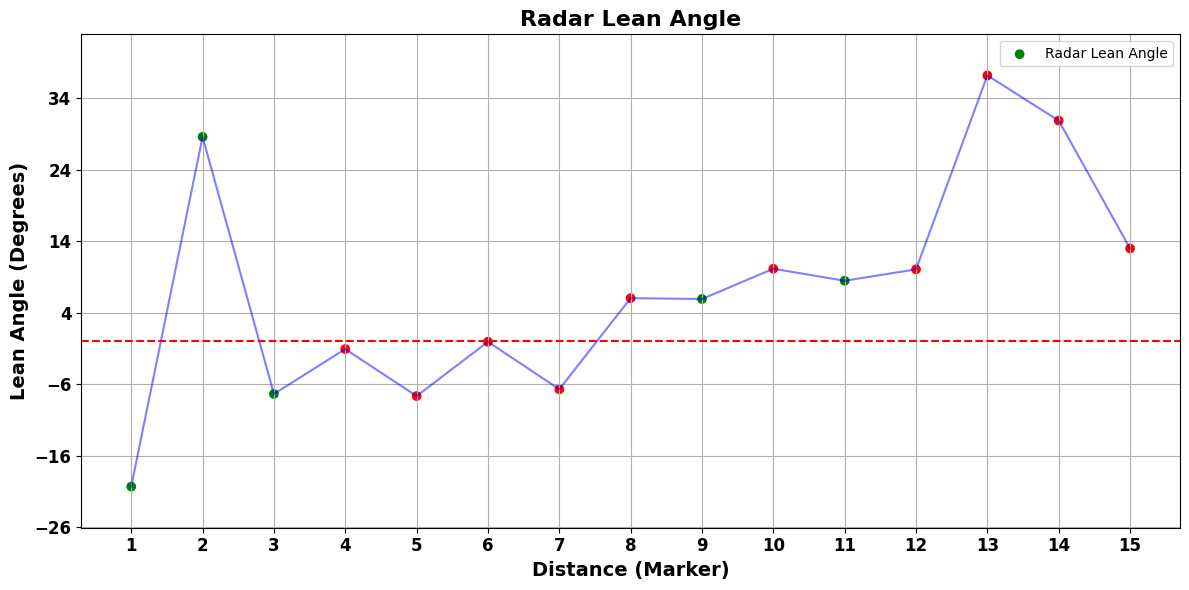 Radar Lean Angle
Radar Lean Angle
Lean Angle (Degrees)
34
24
14
4
−6
−16
−26
1 2 3 4 5 6 7 8 9 10 11 12 13 14 15
Distance (Marker)